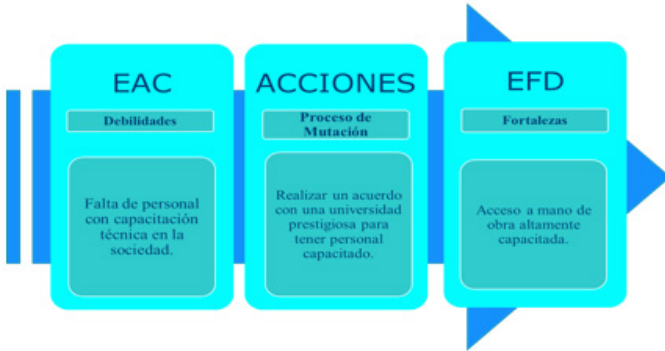 EAC
Debilidades
Falta de personal
con capacitación
técnica en la
sociedad.
ACCIONES
Proceso de
Mutación
Realizar un acuerdo
con una universidad
prestigiosa para
tener personal
capacitado.
EFD
Fortalezas
Acceso a mano de
obra altamente
capacitada.